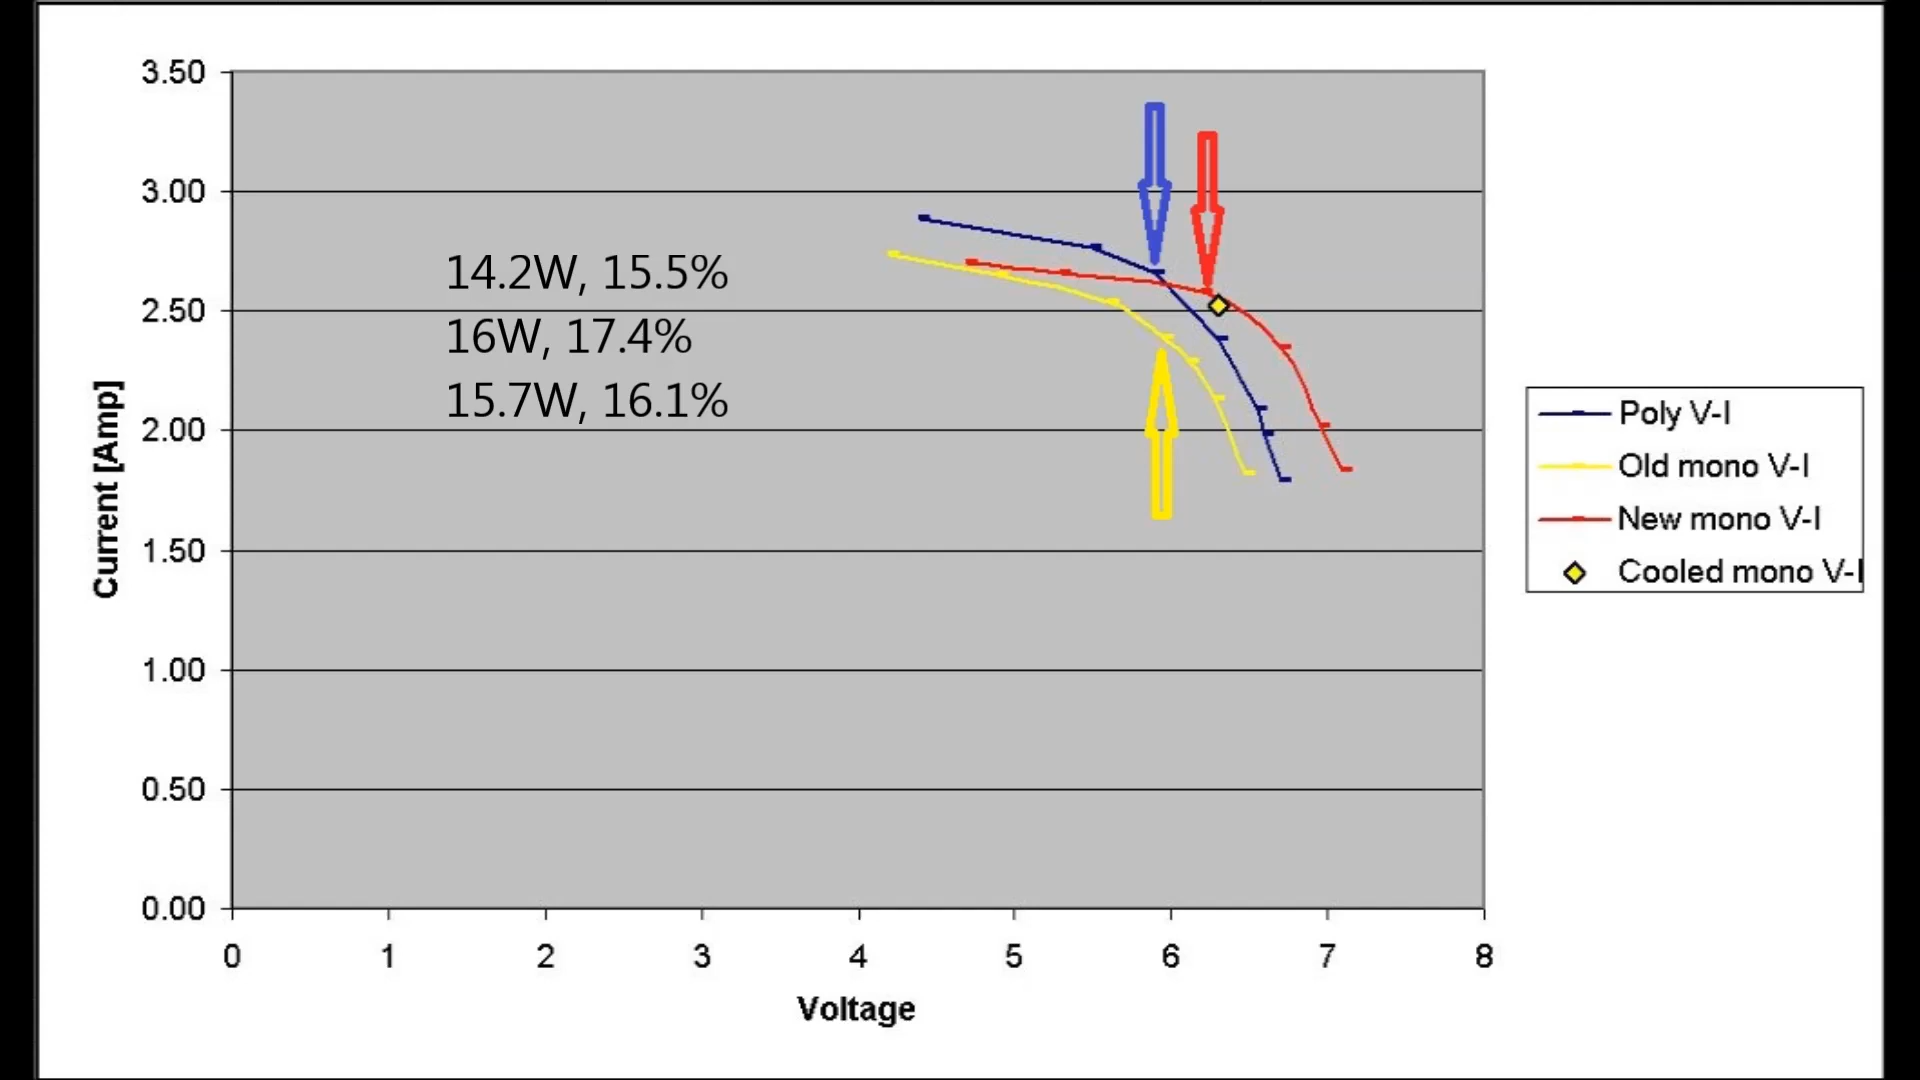 3.50
3.00
2.50
2.00
1.50
1.00
0.50
0.00
Current [Amp]
14.2W, 15.5%
16W, 17.4%
15.7W, 16.1%
0 1 2 3 4 5 6 7 8
Voltage
Poly V-I
Old mono V-I
New mono V-I
Cooled mono V-I